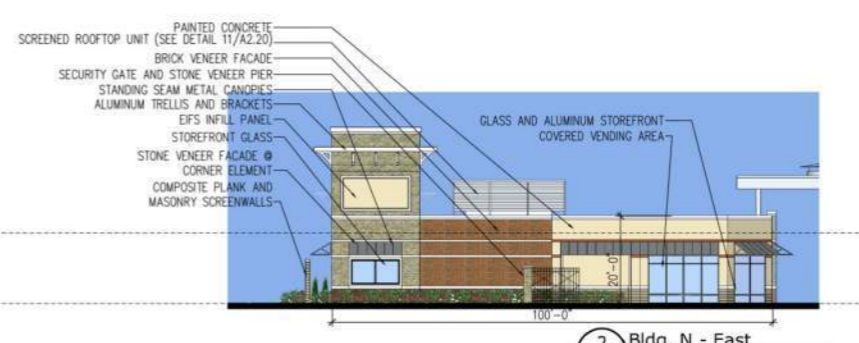 PAINTED CONCRETE
SCREENED ROOFTOP UNIT (SEE DETAIL 11/A2.20)
BRICK VENEER FACADE
SECURITY GATE AND STONE VENEER PIER
STANDING SEAM METAL CANOPIES
ALUMINUM TRELLIS AND BRACKETS
EIFS INFILL PANEL
STOREFRONT GLASS
STONE VENEER FACADE @
CORNER ELEMENT
COMPOSITE PLANK AND
MASONRY SCREENWALLS
GLASS AND ALUMINUM STOREFRONT
COVERED VENDING AREA
20'-0"
100'-0"
2
Bldg. N - East